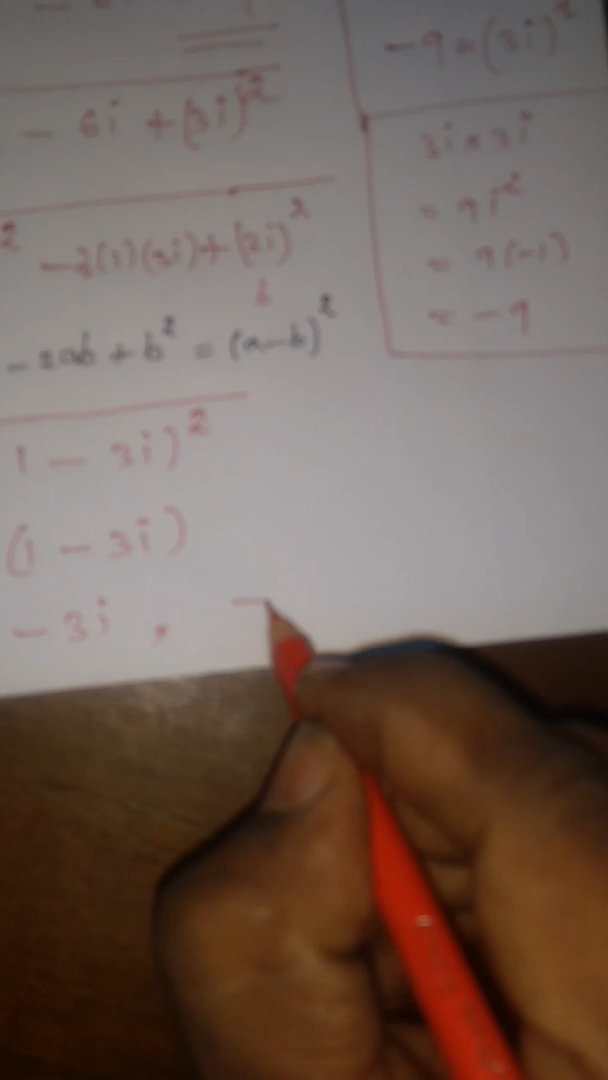 - 6i + (3i)²
² - 2(1)(3i) + (3i)²
b
- 2ab + b² = (a-b)²
1 - 3i)²
(1 - 3i)
- 3i , -
-9 = (3i)²
3i × 3i
= 9i²
= 9(-1)
= -9